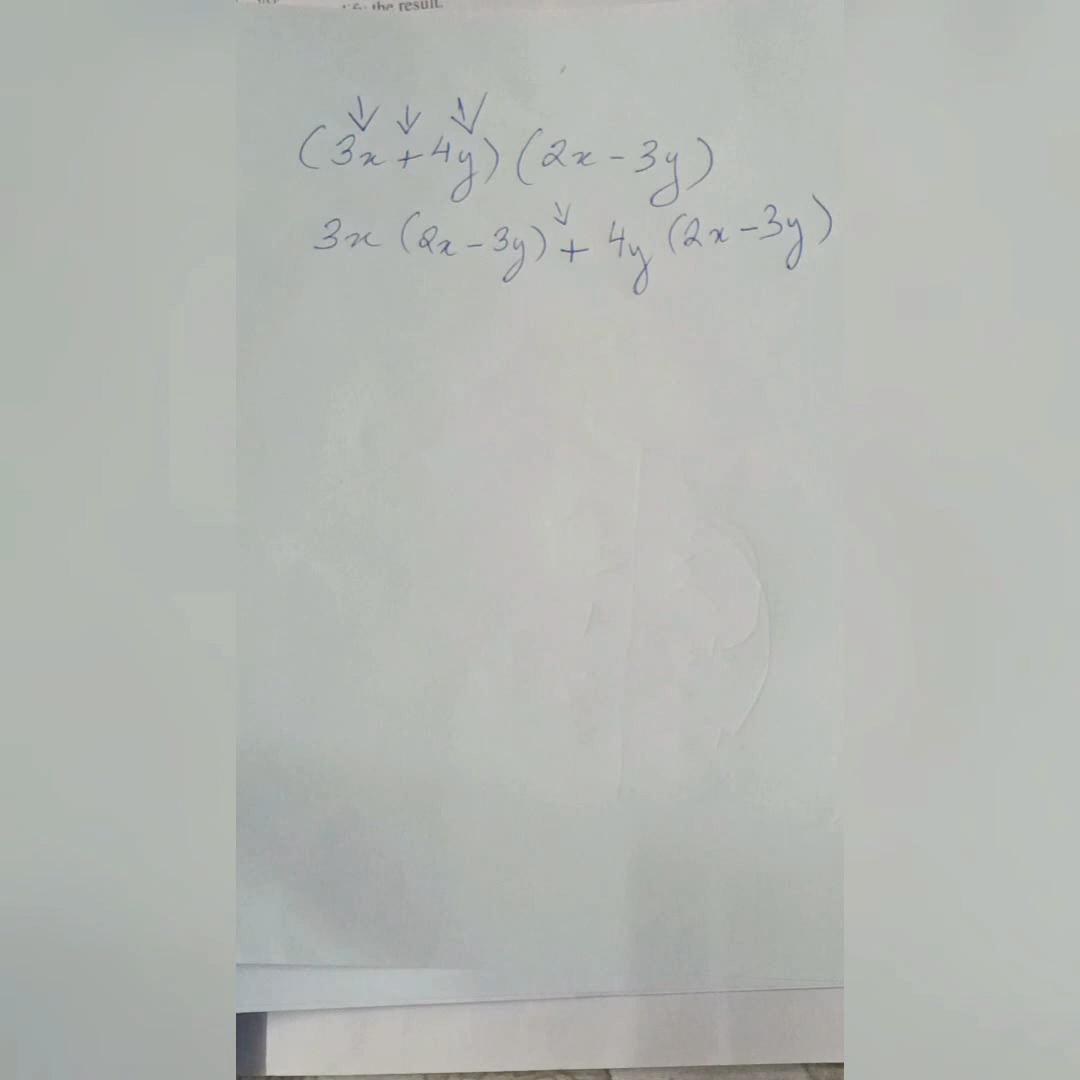 the result.
(3x + 4y) (2x - 3y)
3x (2x - 3y) + 4y (2x - 3y)